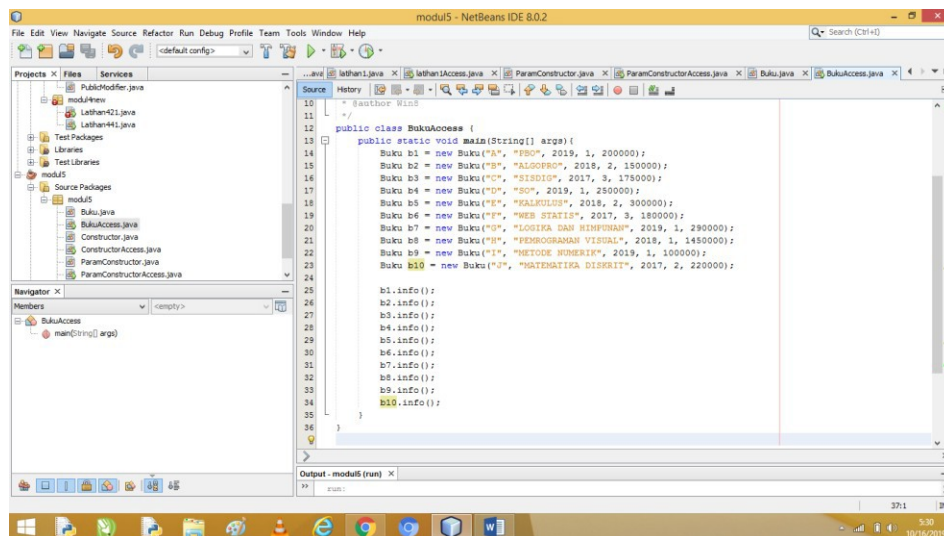 modul5 - NetBeans IDE 8.0.2
File Edit View Navigate Source Refactor Run Debug Profile Team Tools Window Help
Search (Ctrl+I)
<default config>
Projects Files Services
...ava lathan1.java lathan1Access.java ParamConstructor.java ParamConstructorAccess.java Buku.java BukuAccess.java
Source History
PublicModifier.java
modul4new
Latihan421.java
Latihan441.java
Test Packages
Libraries
Test Libraries
modul5
Source Packages
modul5
Buku.java
BukuAccess.java
Constructor.java
ConstructorAccess.java
ParamConstructor.java
ParamConstructorAccess.java
Navigator
Members <empty>
BukuAccess
main(String[] args)
10 * @author Win8
11 */
12 public class BukuAccess {
13 public static void main(String[] args){
14 Buku b1 = new Buku("A", "PBO", 2019, 1, 200000);
15 Buku b2 = new Buku("B", "ALGOPRO", 2018, 2, 150000);
16 Buku b3 = new Buku("C", "SISDIG", 2017, 3, 175000);
17 Buku b4 = new Buku("D", "SO", 2019, 1, 250000);
18 Buku b5 = new Buku("E", "KALKULUS", 2018, 2, 300000);
19 Buku b6 = new Buku("F", "WEB STATIS", 2017, 3, 180000);
20 Buku b7 = new Buku("G", "LOGIKA DAN HIMPUNAN", 2019, 1, 290000);
21 Buku b8 = new Buku("H", "PEMROGRAMAN VISUAL", 2018, 1, 1450000);
22 Buku b9 = new Buku("I", "METODE NUMERIK", 2019, 1, 100000);
23 Buku b10 = new Buku("J", "MATEMATIKA DISKRIT", 2017, 2, 220000);
24
25 b1.info();
26 b2.info();
27 b3.info();
28 b4.info();
29 b5.info();
30 b6.info();
31 b7.info();
32 b8.info();
33 b9.info();
34 b10.info();
35 }
36 }
Output - modul5 (run)
run:
37:1
5:30
10/16/2019